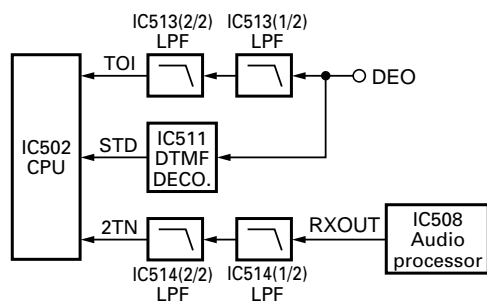 IC513(2/2)
LPF
IC513(1/2)
LPF
TOI
DEO
IC502
CPU
STD
IC511
DTMF
DECO.
2TN
RXOUT
IC508
Audio
processor
IC514(2/2)
LPF
IC514(1/2)
LPF